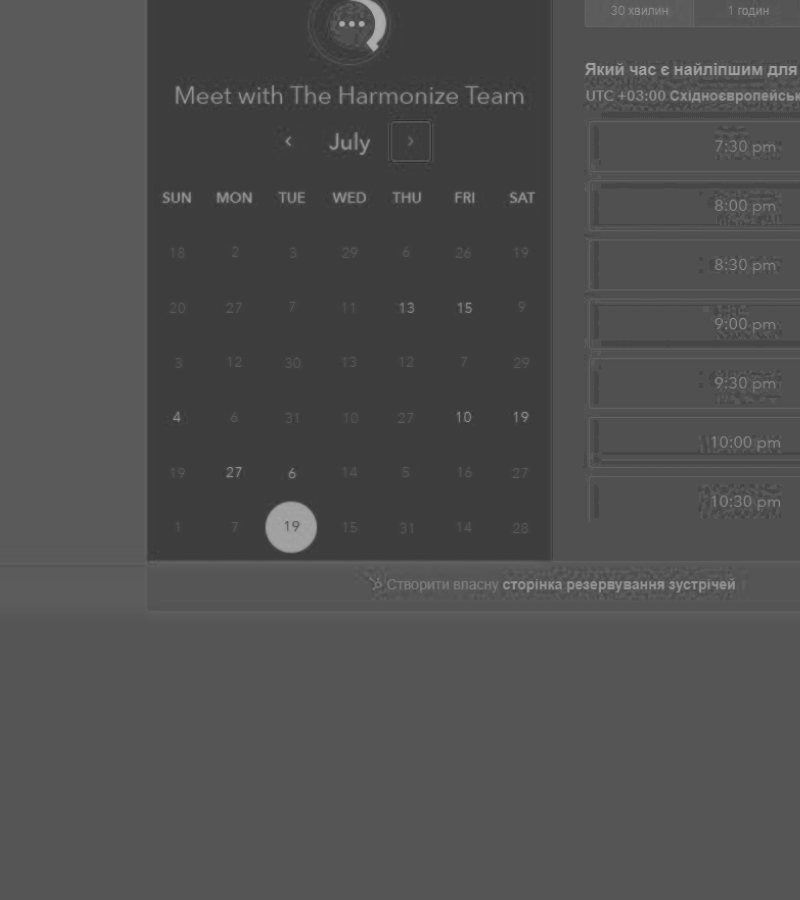 Meet with The Harmonize Team
July
SUN MON TUE WED THU FRI SAT
18 2 3 29 6 26 19
20 27 7 11 13 15 9
3 12 30 13 12 7 29
4 6 31 10 27 10 19
19 27 6 14 5 16 27
1 7 19 15 31 14 28
30 хвилин 1 годин
Який час є найліпшим для
UTC +03:00 Східноєвропейськ
7:30 pm
8:00 pm
8:30 pm
9:00 pm
9:30 pm
10:00 pm
10:30 pm
Створити власну сторінка резервування зустрічей